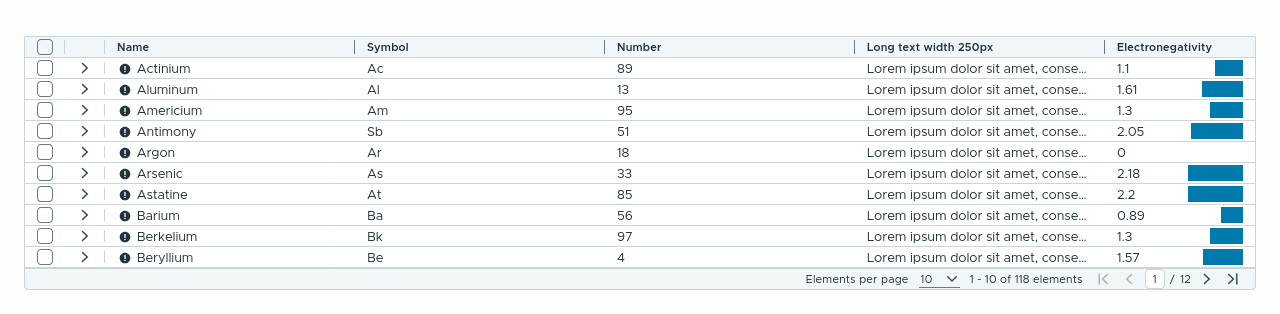 Name Symbol Number Long text width 250px Electronegativity
Actinium Ac 89 Lorem ipsum dolor sit amet, conse... 1.1
Aluminum Al 13 Lorem ipsum dolor sit amet, conse... 1.61
Americium Am 95 Lorem ipsum dolor sit amet, conse... 1.3
Antimony Sb 51 Lorem ipsum dolor sit amet, conse... 2.05
Argon Ar 18 Lorem ipsum dolor sit amet, conse... 0
Arsenic As 33 Lorem ipsum dolor sit amet, conse... 2.18
Astatine At 85 Lorem ipsum dolor sit amet, conse... 2.2
Barium Ba 56 Lorem ipsum dolor sit amet, conse... 0.89
Berkelium Bk 97 Lorem ipsum dolor sit amet, conse... 1.3
Beryllium Be 4 Lorem ipsum dolor sit amet, conse... 1.57
Elements per page 10 1 - 10 of 118 elements 1 / 12